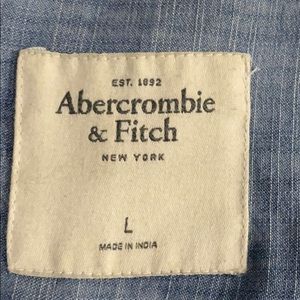 EST. 1892
Abercrombie
& Fitch
NEW YORK
L
MADE IN INDIA